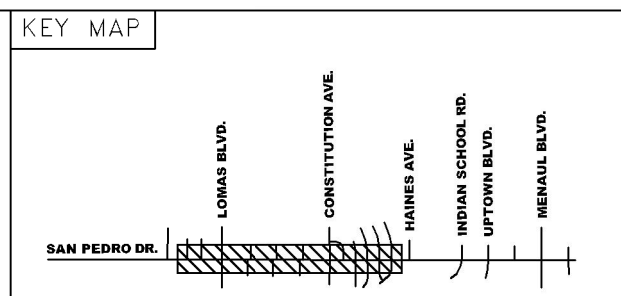 KEY MAP
SAN PEDRO DR.
LOMAS BLVD.
CONSTITUTION AVE.
HAINES AVE.
INDIAN SCHOOL RD.
UPTOWN BLVD.
MENAUL BLVD.